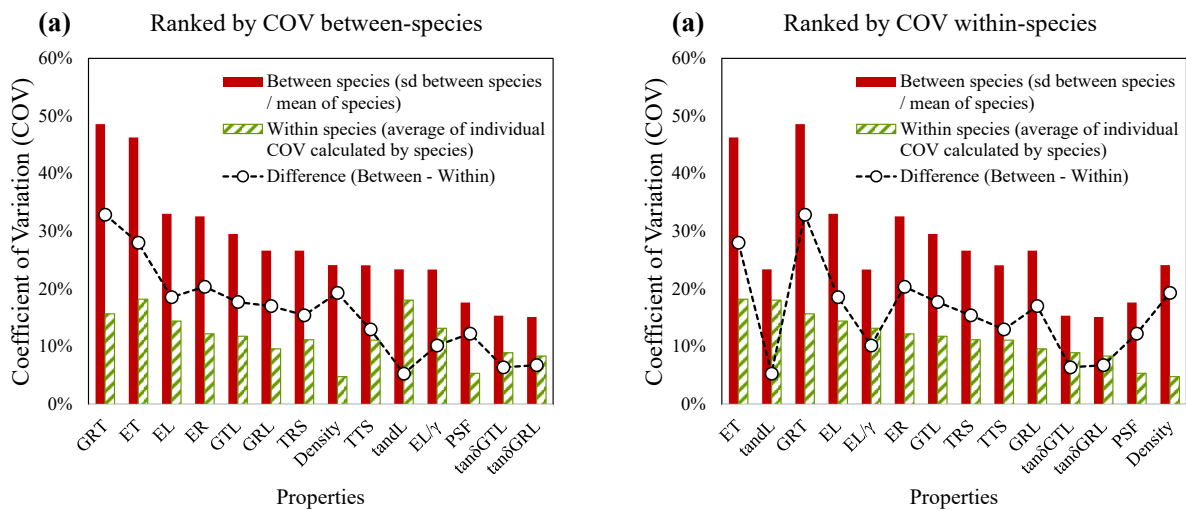 (a) Ranked by COV between-species
Coefficient of Variation (COV)
60%
50%
40%
30%
20%
10%
0%
Between species (sd between species
/ mean of species)
Within species (average of individual
COV calculated by species)
Difference (Between - Within)
GRT
ET
EL
ER
GTL
GRL
TRS
Density
TTS
tandL
EL/γ
PSF
tanδGTL
tanδGRL
Properties
(a) Ranked by COV within-species
Coefficient of Variation (COV)
60%
50%
40%
30%
20%
10%
0%
Between species (sd between species
/ mean of species)
Within species (average of individual
COV calculated by species)
Difference (Between - Within)
ET
tandL
GRT
EL
EL/γ
ER
GTL
TRS
TTS
GRL
tanδGTL
tanδGRL
PSF
Density
Properties